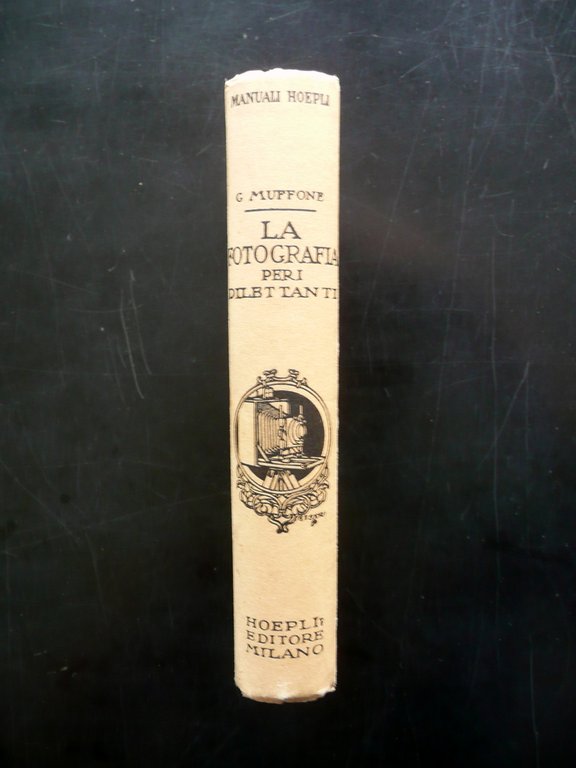 MANUALI HOEPLI
G MUFFONE
LA
FOTOGRAFIA
PER I
DILETTANTI
HOEPLI
EDITORE
MILANO